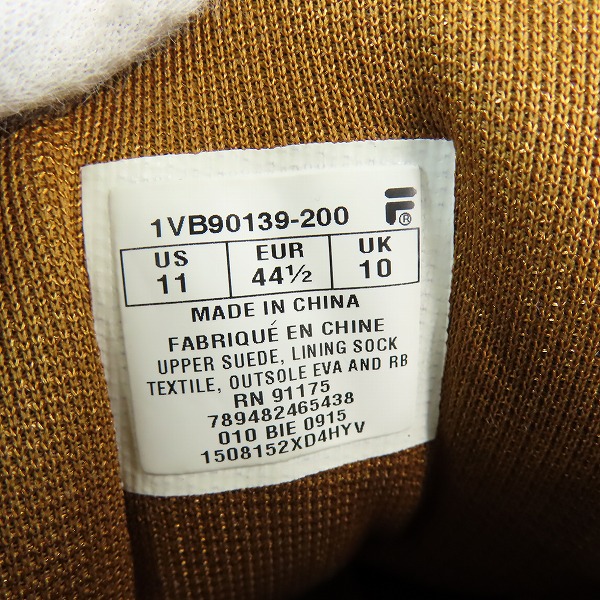 1VB90139-200 F®
US EUR UK
11 44½ 10
MADE IN CHINA
FABRIQUÉ EN CHINE
UPPER SUEDE, LINING SOCK
TEXTILE, OUTSOLE EVA AND RB
RN 91175
789482465438
010 BIE 0915
1508152XD4HYV